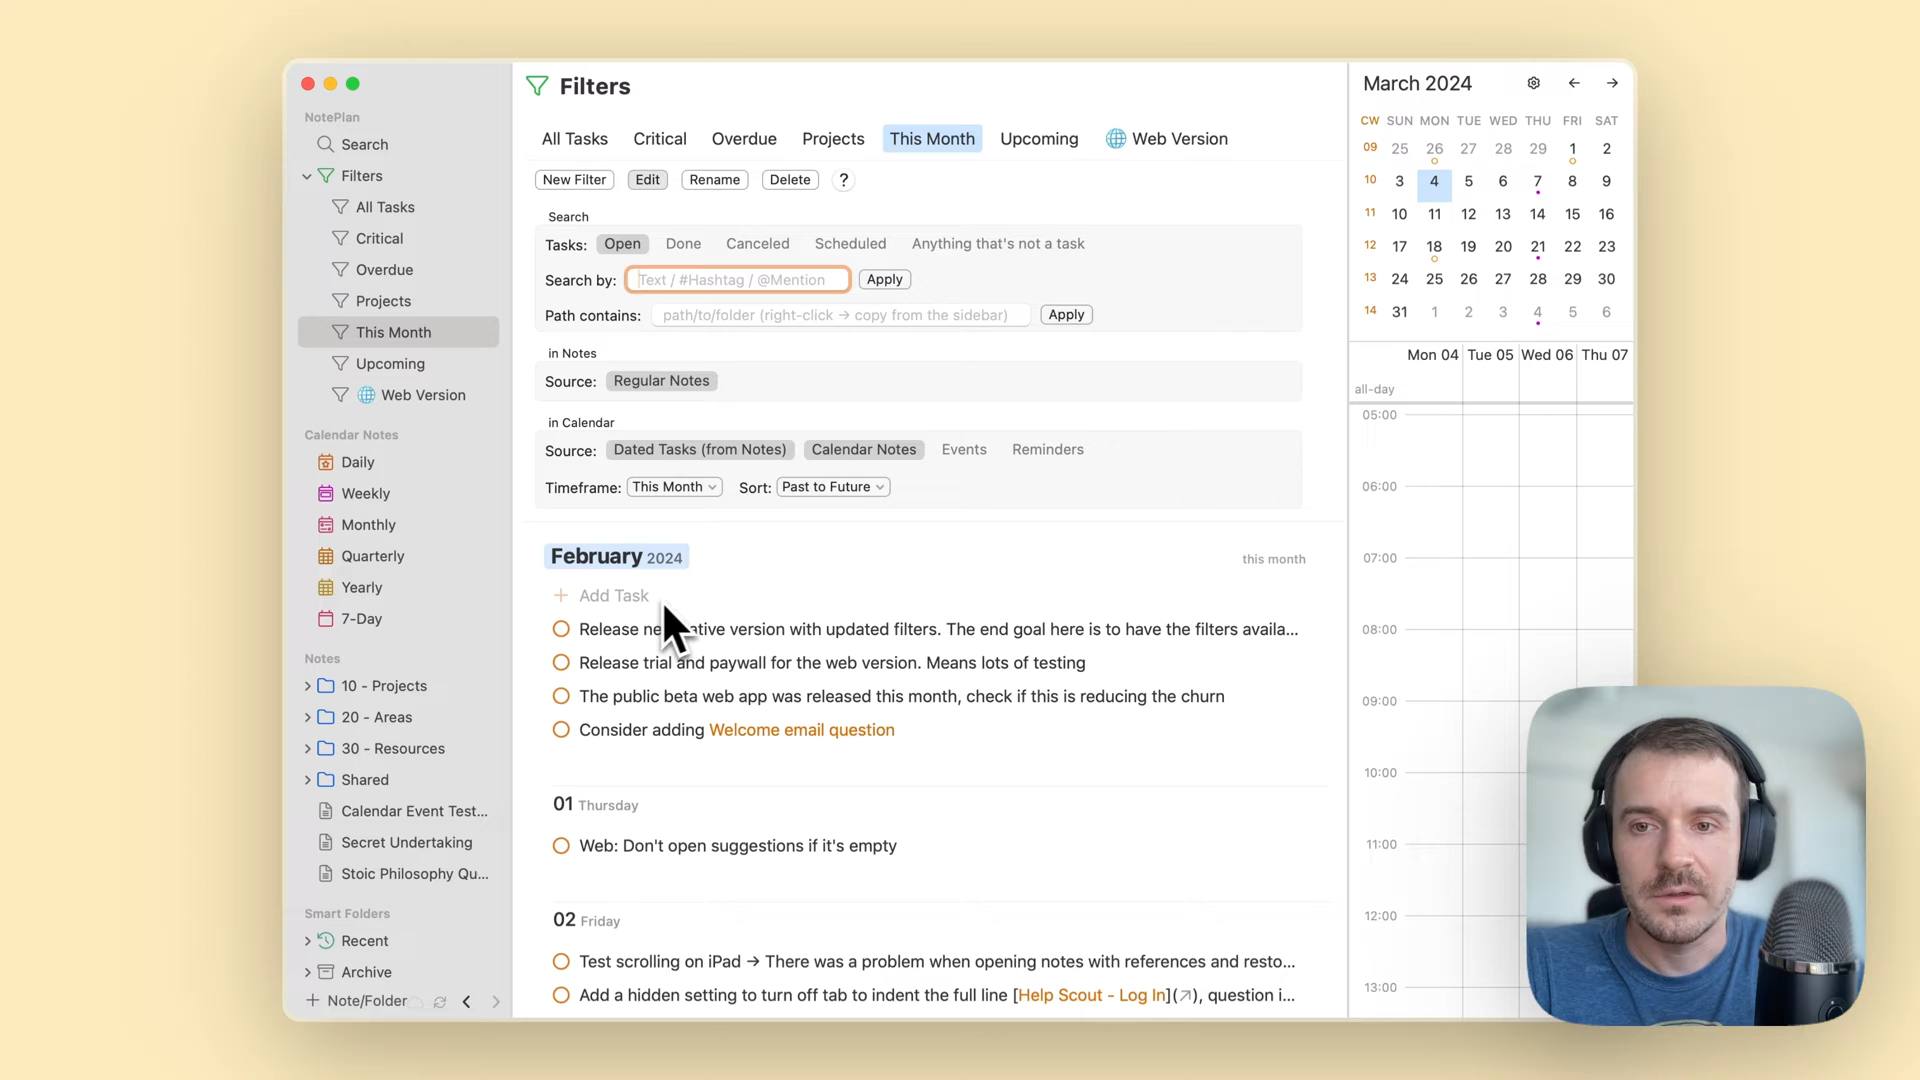 NotePlan
Search
Filters
All Tasks
Critical
Overdue
Projects
This Month
Upcoming
Web Version
Calendar Notes
Daily
Weekly
Monthly
Quarterly
Yearly
7-Day
Notes
10 - Projects
20 - Areas
30 - Resources
Shared
Calendar Event Test...
Secret Undertaking
Stoic Philosophy Qu...
Smart Folders
Recent
Archive
+ Note/Folder
Filters
All Tasks Critical Overdue Projects This Month Upcoming Web Version
New Filter Edit Rename Delete ?
Search
Tasks: Open Done Canceled Scheduled Anything that's not a task
Search by: Text / #Hashtag / @Mention Apply
Path contains: path/to/folder (right-click → copy from the sidebar) Apply
in Notes
Source: Regular Notes
in Calendar
Source: Dated Tasks (from Notes) Calendar Notes Events Reminders
Timeframe: This Month Sort: Past to Future
February 2024 this month
+ Add Task
Release ne tive version with updated filters. The end goal here is to have the filters availa...
Release trial and paywall for the web version. Means lots of testing
The public beta web app was released this month, check if this is reducing the churn
Consider adding Welcome email question
01 Thursday
Web: Don't open suggestions if it's empty
02 Friday
Test scrolling on iPad → There was a problem when opening notes with references and resto...
Add a hidden setting to turn off tab to indent the full line [Help Scout - Log In](↗), question i...
March 2024 ← →
CW SUN MON TUE WED THU FRI SAT
09 25 26 27 28 29 1 2
10 3 4 5 6 7 8 9
11 10 11 12 13 14 15 16
12 17 18 19 20 21 22 23
13 24 25 26 27 28 29 30
14 31 1 2 3 4 5 6
Mon 04 Tue 05 Wed 06 Thu 07
all-day
05:00
06:00
07:00
08:00
09:00
10:00
11:00
12:00
13:00